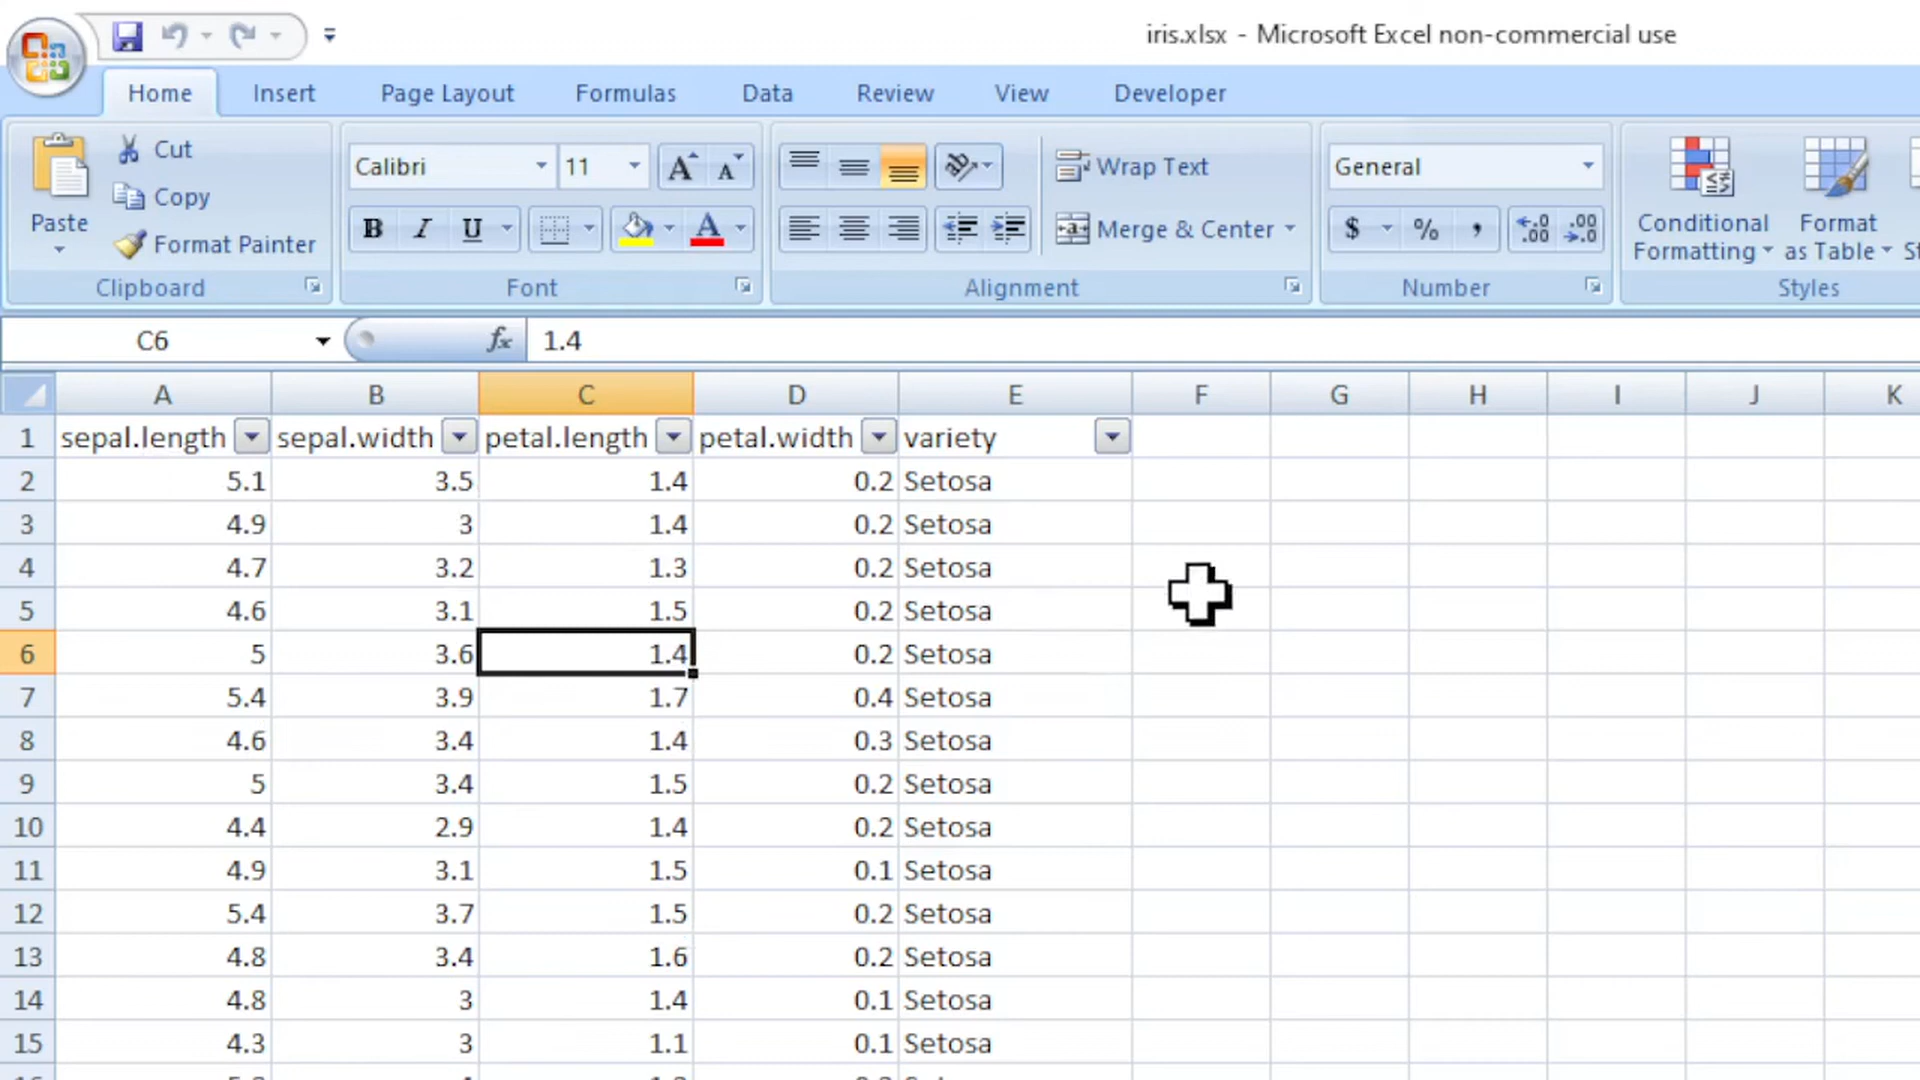 iris.xlsx - Microsoft Excel non-commercial use
Home Insert Page Layout Formulas Data Review View Developer
Paste Cut Copy Format Painter Clipboard
Calibri 11 A A B I U A Font
Wrap Text Merge & Center Alignment
General $ % , .0 .00 .00 .0 Number
Conditional Formatting Format as Table Styles
C6 fx 1.4
A B C D E F G H I J K
1 sepal.length sepal.width petal.length petal.width variety
2 5.1 3.5 1.4 0.2 Setosa
3 4.9 3 1.4 0.2 Setosa
4 4.7 3.2 1.3 0.2 Setosa
5 4.6 3.1 1.5 0.2 Setosa
6 5 3.6 1.4 0.2 Setosa
7 5.4 3.9 1.7 0.4 Setosa
8 4.6 3.4 1.4 0.3 Setosa
9 5 3.4 1.5 0.2 Setosa
10 4.4 2.9 1.4 0.2 Setosa
11 4.9 3.1 1.5 0.1 Setosa
12 5.4 3.7 1.5 0.2 Setosa
13 4.8 3.4 1.6 0.2 Setosa
14 4.8 3 1.4 0.1 Setosa
15 4.3 3 1.1 0.1 Setosa